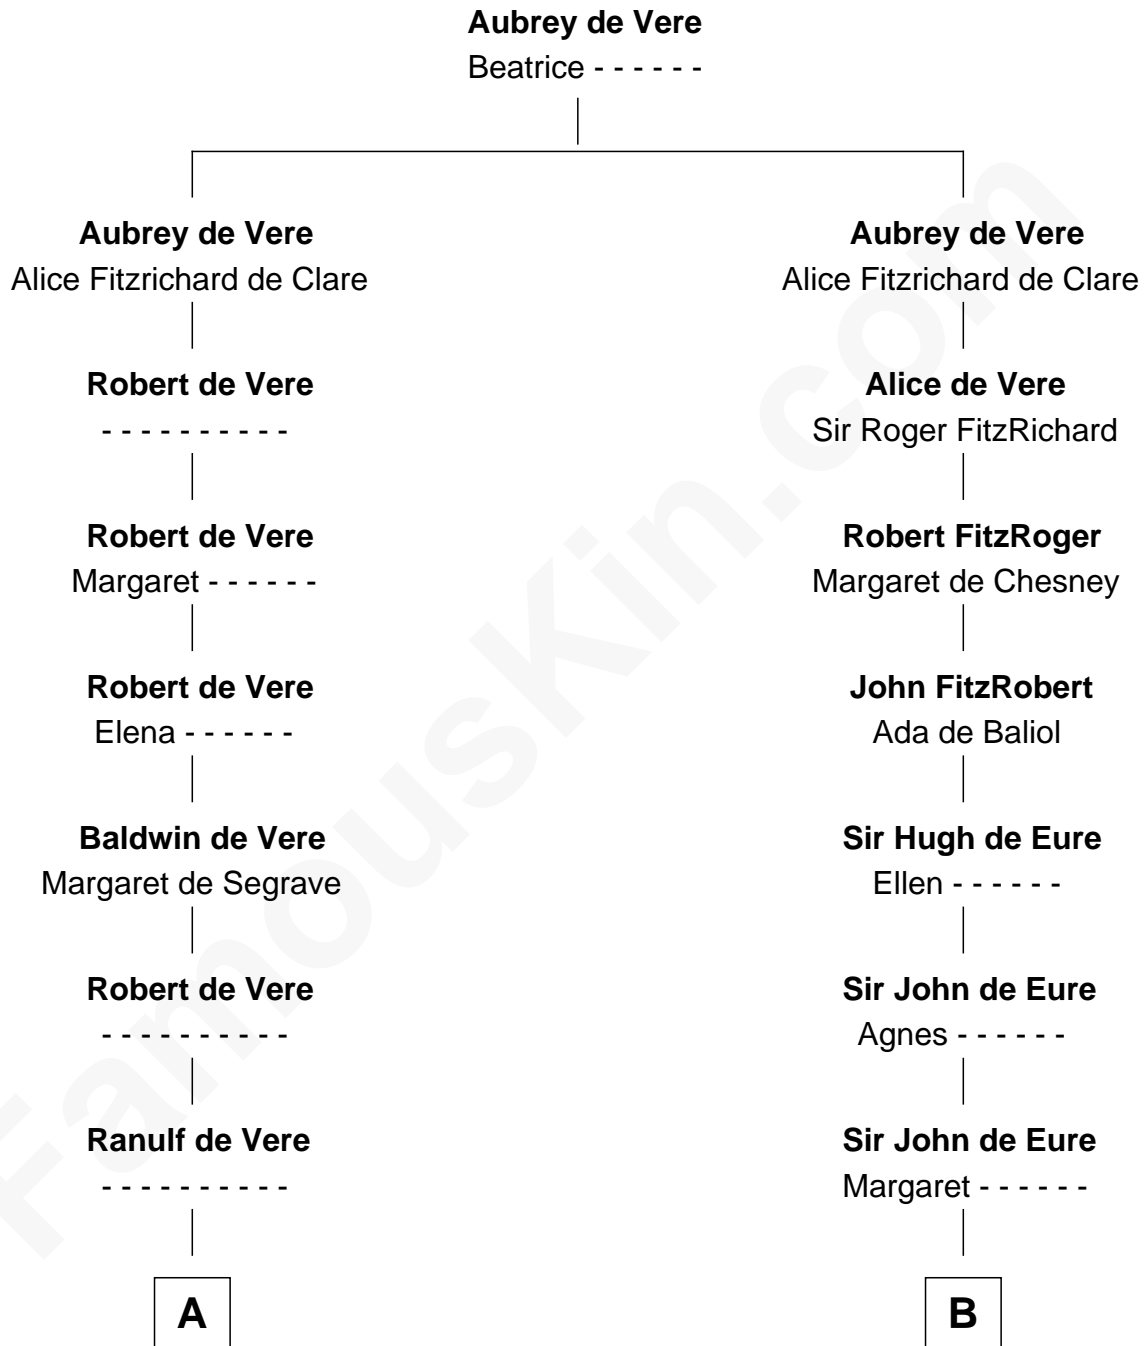 Aubrey de Vere
Beatrice - - - - - -
Aubrey de Vere
Alice Fitzrichard de Clare
Aubrey de Vere
Alice Fitzrichard de Clare
Robert de Vere
- - - - - - - - - -
Alice de Vere
Sir Roger FitzRichard
Robert de Vere
Margaret - - - - - -
Robert FitzRoger
Margaret de Chesney
Robert de Vere
Elena - - - - - -
John FitzRobert
Ada de Baliol
Baldwin de Vere
Margaret de Segrave
Sir Hugh de Eure
Ellen - - - - - -
Robert de Vere
- - - - - - - - - -
Sir John de Eure
Agnes - - - - - -
Ranulf de Vere
- - - - - - - - - -
Sir John de Eure
Margaret - - - - - -
A
B
FamousKin.com